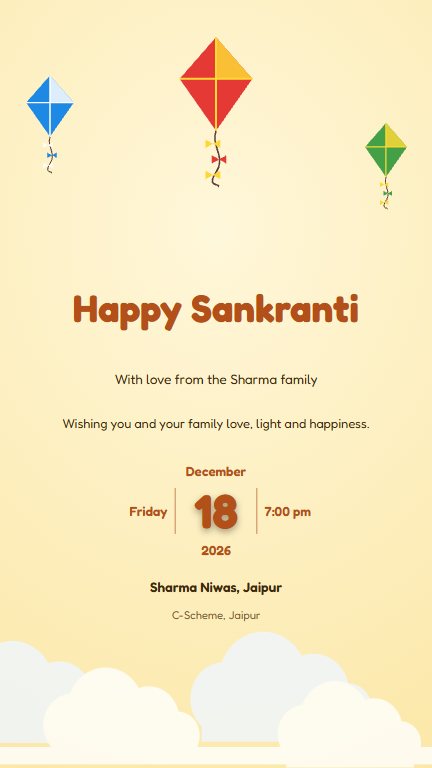 Happy Sankranti
With love from the Sharma family
Wishing you and your family love, light and happiness.
December
Friday 18 7:00 pm
2026
Sharma Niwas, Jaipur
C-Scheme, Jaipur